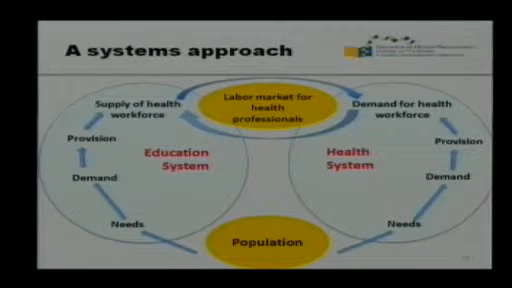 A systems approach
Labor market for
health
professionals
Supply of health
workforce
Demand for health
workforce
Provision
Provision
Education
System
Health
System
Demand
Demand
Needs
Needs
Population